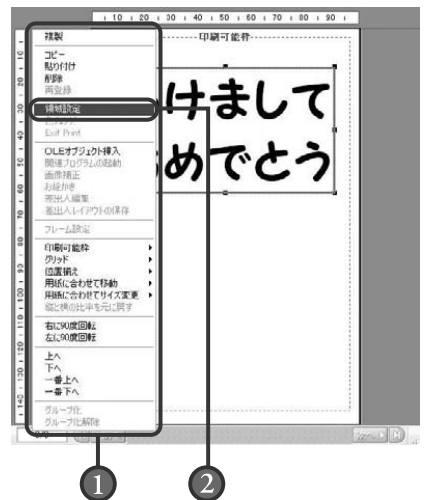 10 20 30 40 50 60 70 80 90
印刷可能枠
複製
コピー
貼り付け
削除
再登録
領域設定
Exif Print
OLEオブジェクト挿入
関連プログラムの起動
画像補正
お絵かき
差出人編集
差出人レイアウトの保存
フレーム設定
印刷可能枠
グリッド
位置揃え
用紙に合わせて移動
用紙に合わせてサイズ変更
縦と横の比率を元に戻す
右に90度回転
左に90度回転
上へ
下へ
一番上へ
一番下へ
グループ化
グループ化解除
けまして
めでとう
1 2